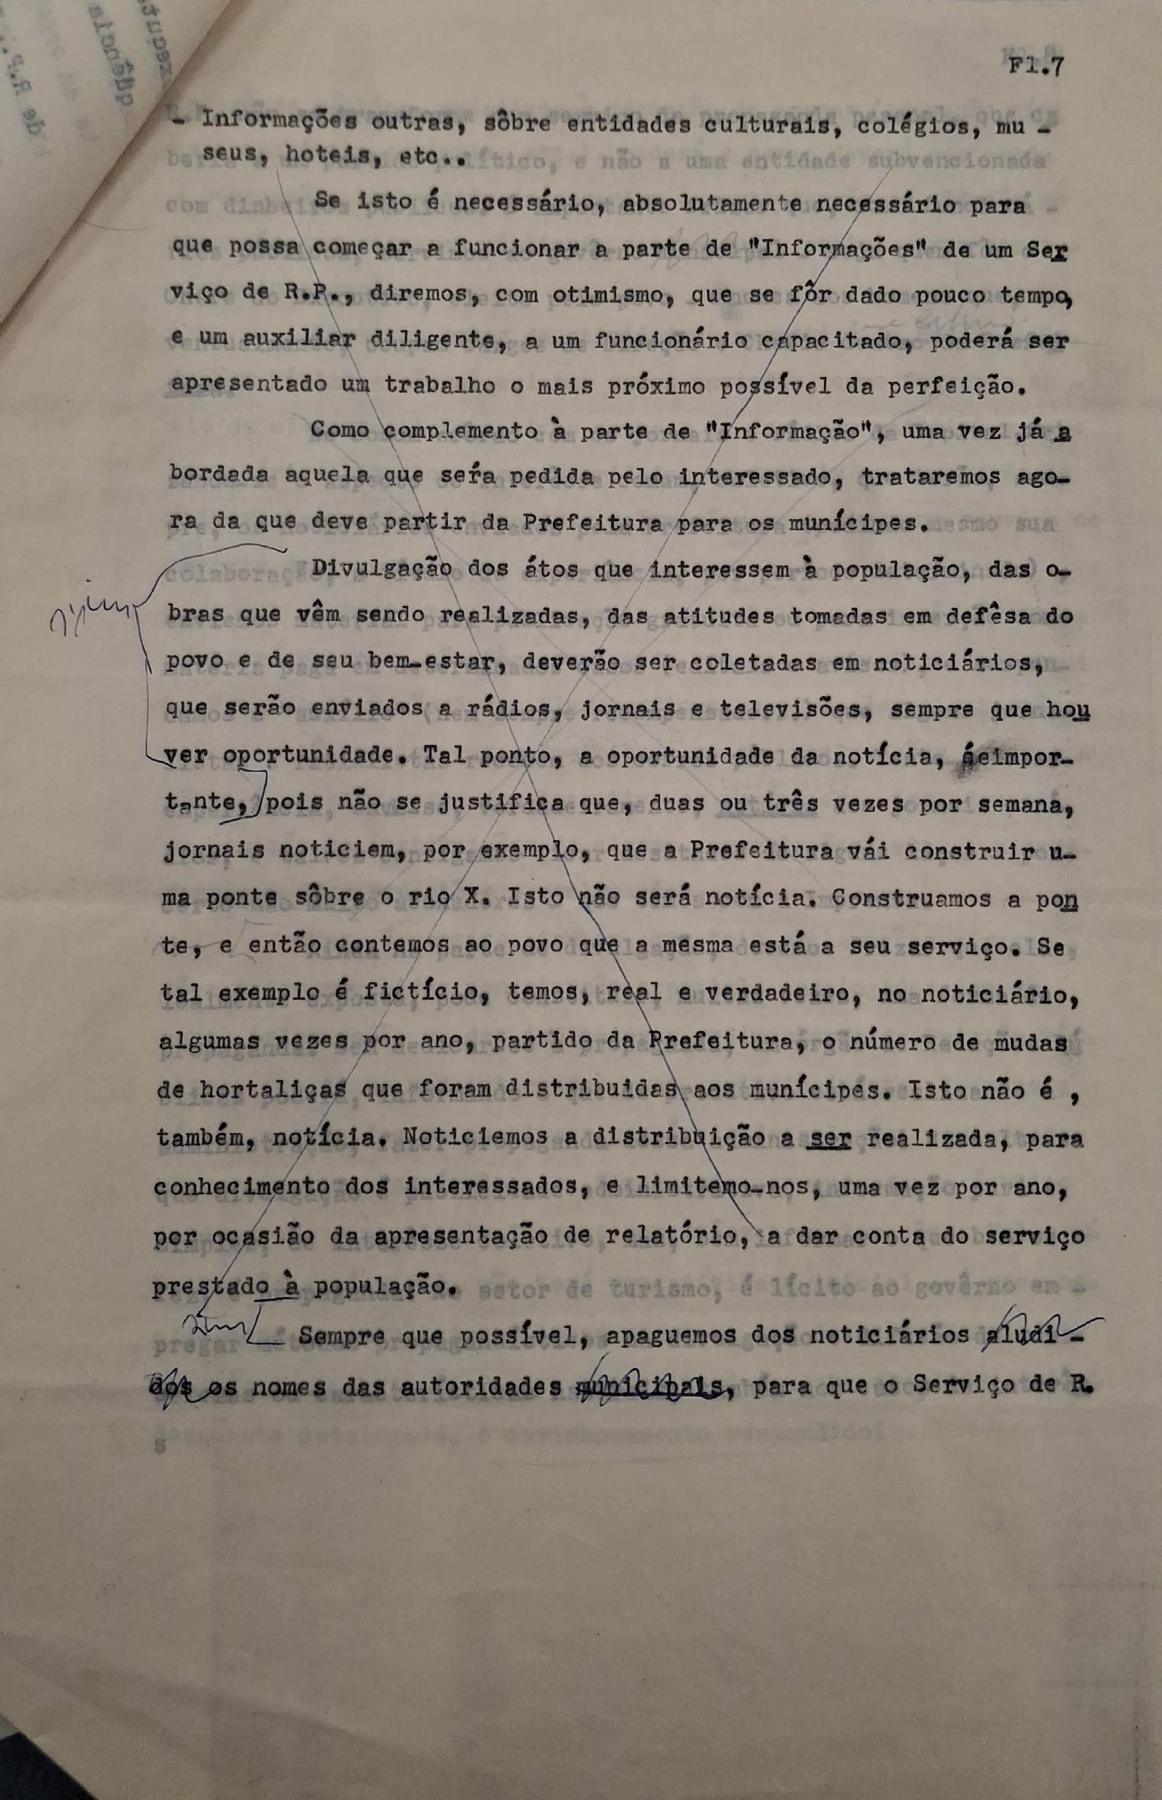 Fl.7
- Informações outras, sôbre entidades culturais, colégios, mu -
seus, hoteis, etc..
Se isto é necessário, absolutamente necessário para
que possa começar a funcionar a parte de "Informações" de um Ser
viço de R.P., diremos, com otimismo, que se fôr dado pouco tempo,
e um auxiliar diligente, a um funcionário capacitado, poderá ser
apresentado um trabalho o mais próximo possível da perfeição.
Como complemento à parte de "Informação", uma vez já a
bordada aquela que será pedida pelo interessado, trataremos ago-
ra da que deve partir da Prefeitura para os munícipes.
Divulgação dos átos que interessem à população, das o-
bras que vêm sendo realizadas, das atitudes tomadas em defêsa do
povo e de seu bem-estar, deverão ser coletadas em noticiários,
que serão enviados a rádios, jornais e televisões, sempre que hou
ver oportunidade. Tal ponto, a oportunidade da notícia, é impor-
tante, pois não se justifica que, duas ou três vezes por semana,
jornais noticiem, por exemplo, que a Prefeitura vái construir u-
ma ponte sôbre o rio X. Isto não será notícia. Construamos a pon
te, e então contemos ao povo que a mesma está a seu serviço. Se
tal exemplo é fictício, temos, real e verdadeiro, no noticiário,
algumas vezes por ano, partido da Prefeitura, o número de mudas
de hortaliças que foram distribuidas aos munícipes. Isto não é ,
também, notícia. Noticiemos a distribuição a ser realizada, para
conhecimento dos interessados, e limitemo-nos, uma vez por ano,
por ocasião da apresentação de relatório, a dar conta do serviço
prestado à população.
Sempre que possível, apaguemos dos noticiários aludi -
dos os nomes das autoridades municipais, para que o Serviço de R.